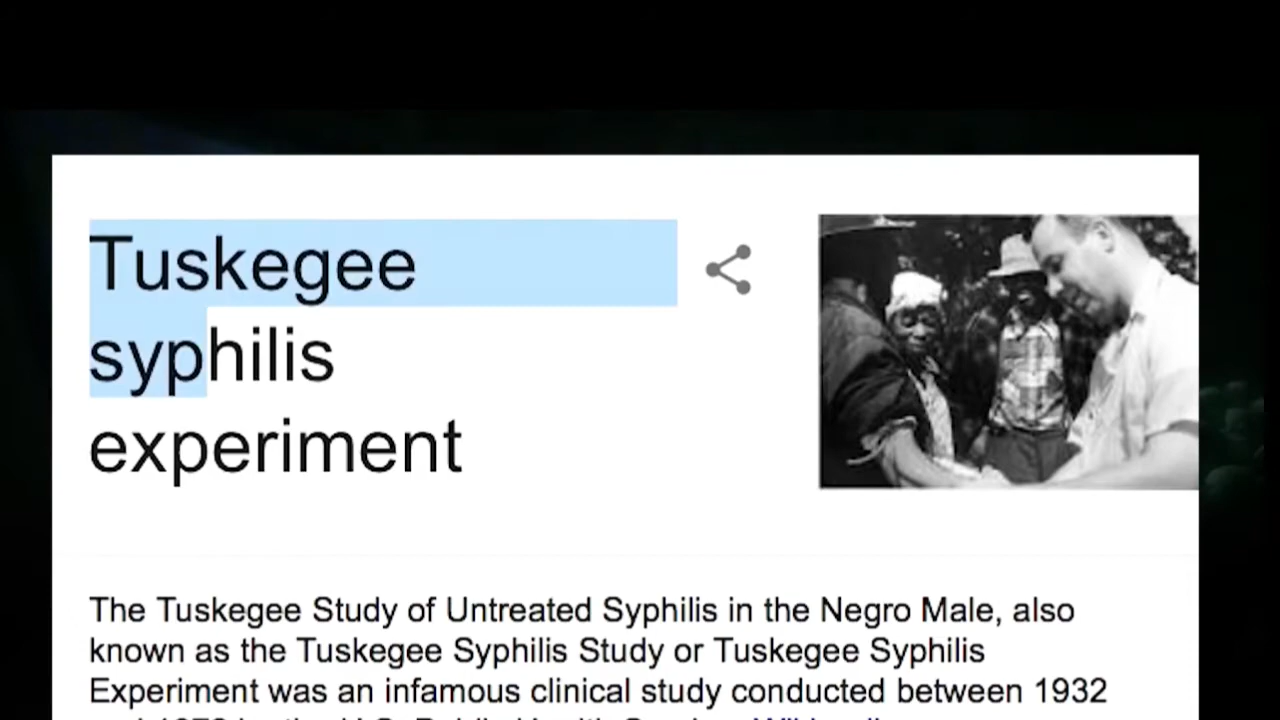 Tuskegee
syphilis
experiment
The Tuskegee Study of Untreated Syphilis in the Negro Male, also
known as the Tuskegee Syphilis Study or Tuskegee Syphilis
Experiment was an infamous clinical study conducted between 1932